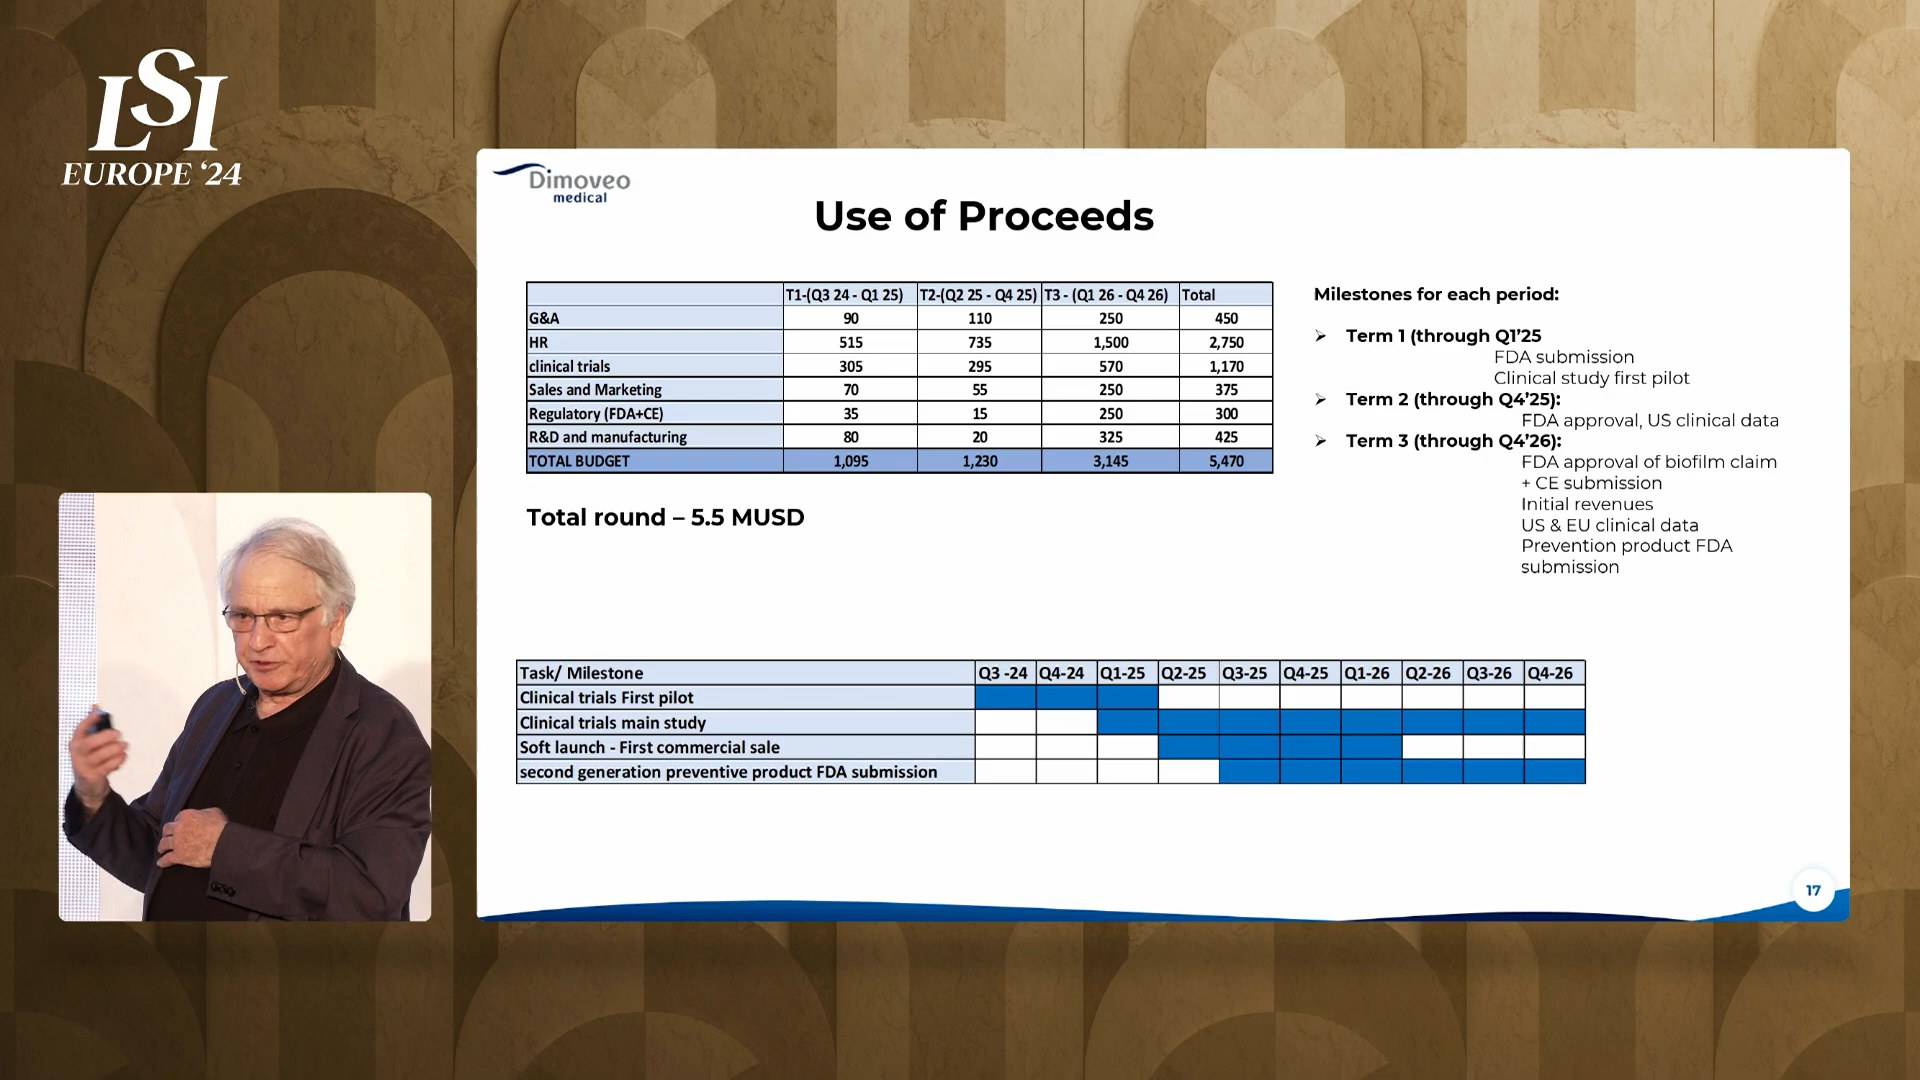 LSI
EUROPE ‘24
Dimoveo
medical
Use of Proceeds
T1-(Q3 24 - Q1 25) T2-(Q2 25 - Q4 25) T3 - (Q1 26 - Q4 26) Total
G&A 90 110 250 450
HR 515 735 1,500 2,750
clinical trials 305 295 570 1,170
Sales and Marketing 70 55 250 375
Regulatory (FDA+CE) 35 15 250 300
R&D and manufacturing 80 20 325 425
TOTAL BUDGET 1,095 1,230 3,145 5,470
Total round – 5.5 MUSD
Milestones for each period:
➢ Term 1 (through Q1’25
FDA submission
Clinical study first pilot
➢ Term 2 (through Q4’25):
FDA approval, US clinical data
➢ Term 3 (through Q4’26):
FDA approval of biofilm claim
+ CE submission
Initial revenues
US & EU clinical data
Prevention product FDA
submission
Task/ Milestone Q3 -24 Q4-24 Q1-25 Q2-25 Q3-25 Q4-25 Q1-26 Q2-26 Q3-26 Q4-26
Clinical trials First pilot
Clinical trials main study
Soft launch - First commercial sale
second generation preventive product FDA submission
17